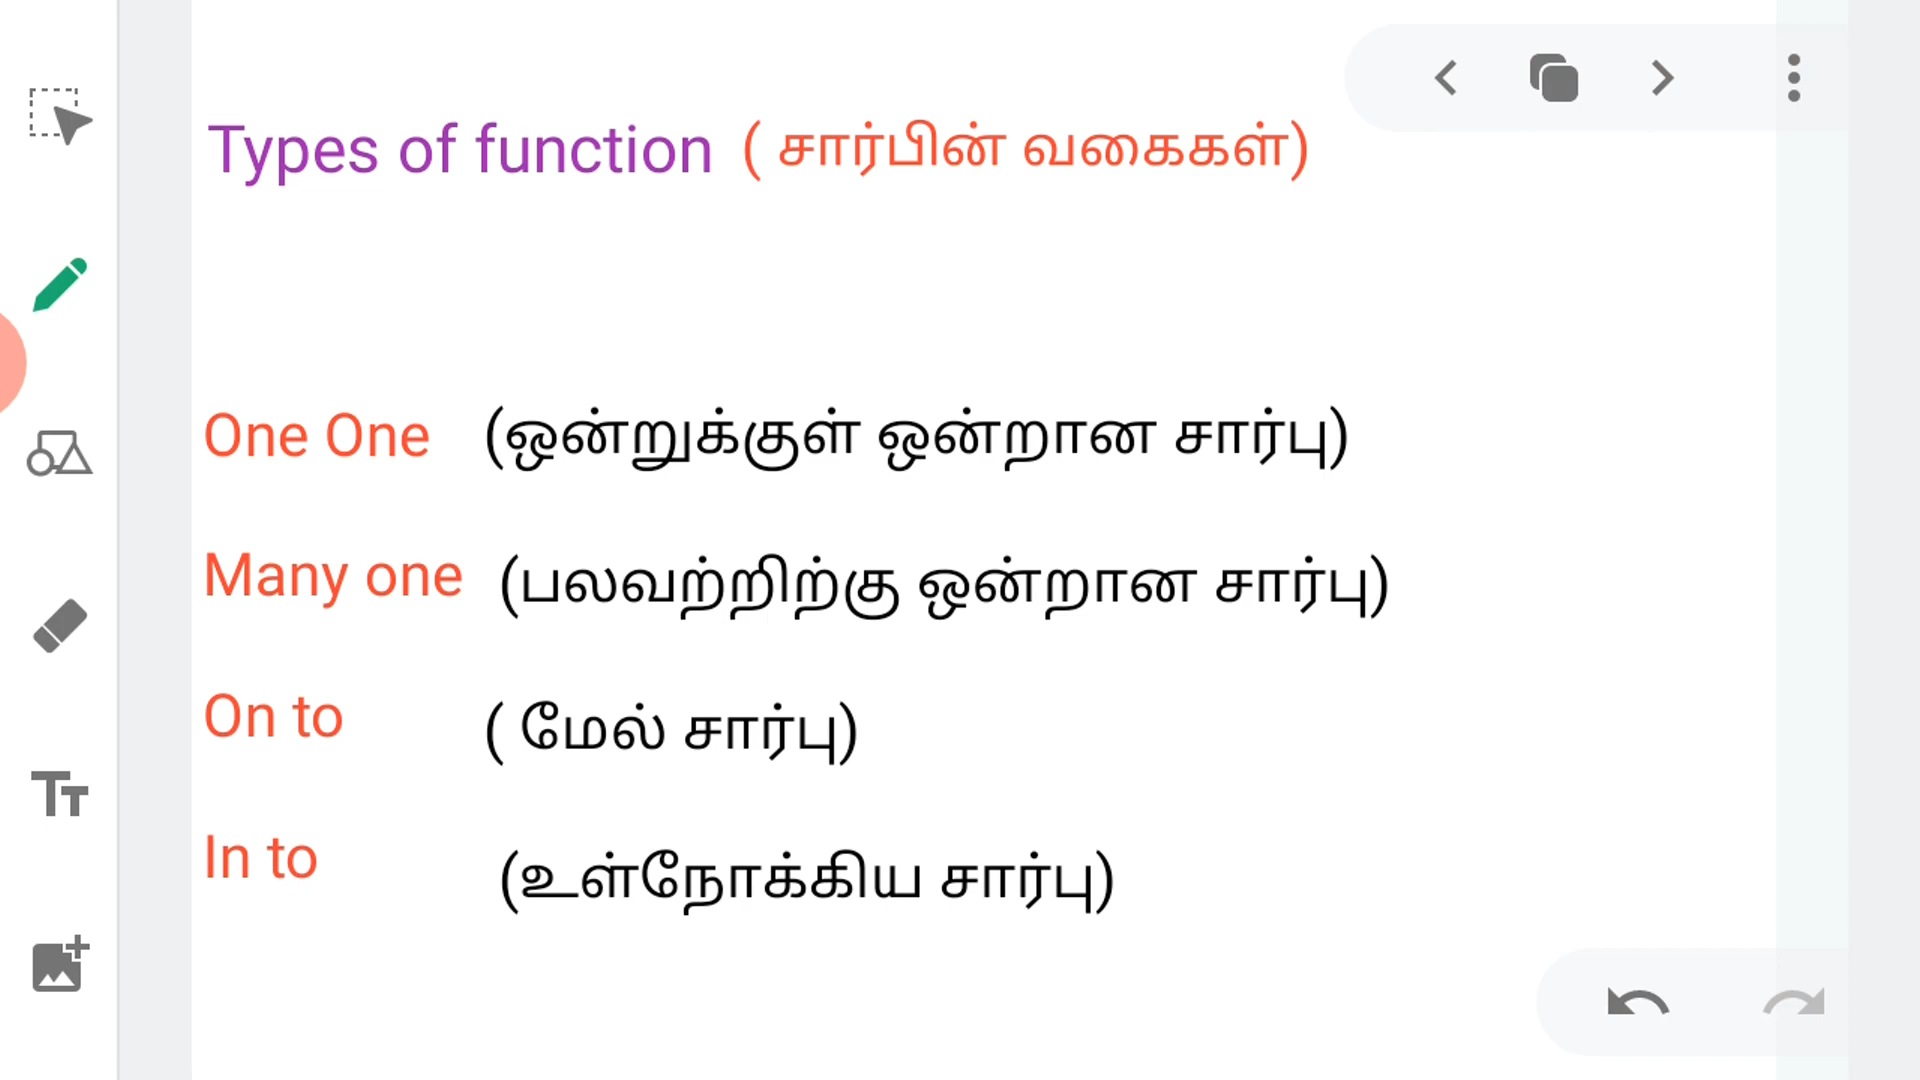 Types of function ( சார்பின் வகைகள்)
One One (ஒன்றுக்குள் ஒன்றான சார்பு)
Many one (பலவற்றிற்கு ஒன்றான சார்பு)
On to ( மேல் சார்பு)
In to (உள்நோக்கிய சார்பு)